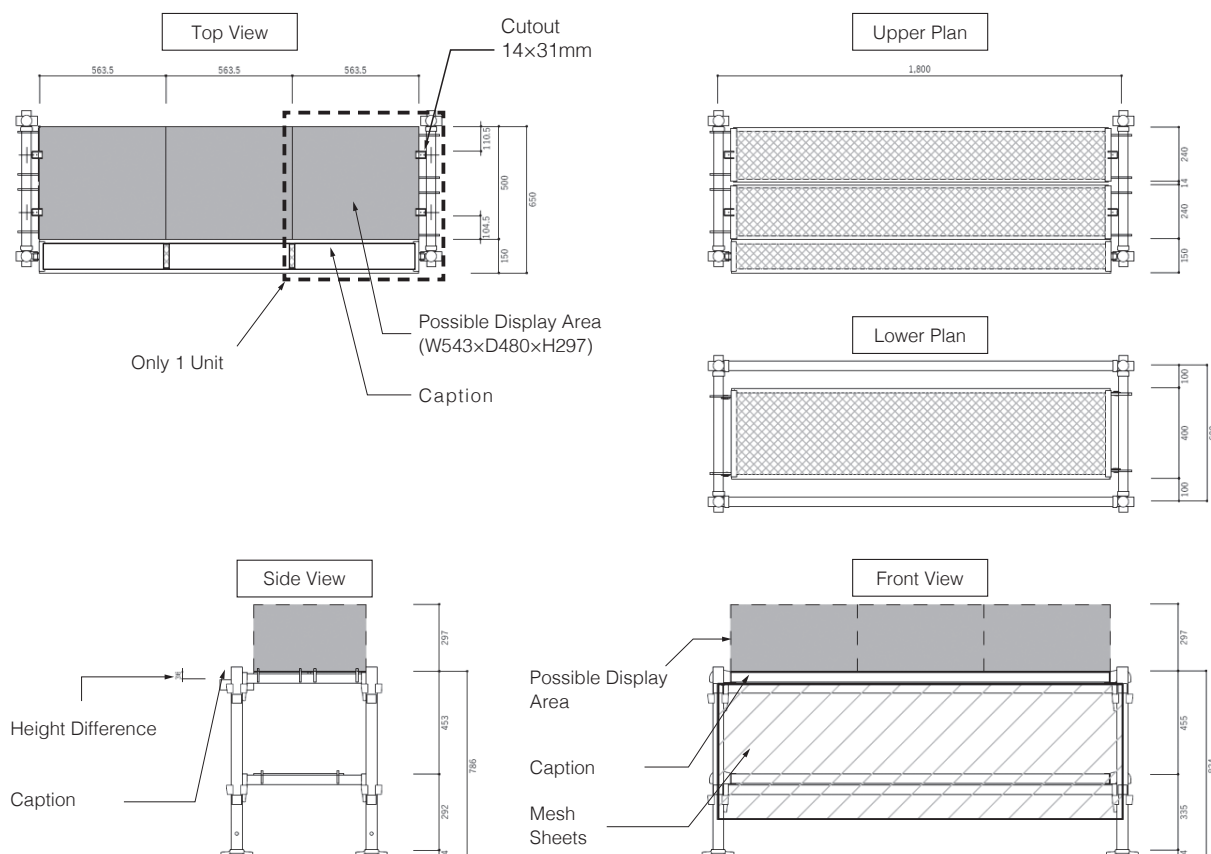 Top View
Cutout
14×31mm
563.5
563.5
563.5
110.5
500
650
104.5
150
Possible Display Area
(W543×D480×H297)
Only 1 Unit
Caption
Upper Plan
1,800
240
14
240
150
Lower Plan
100
400
100
Side View
297
Height Difference
453
786
Caption
292
Front View
297
Possible Display
Area
455
Caption
Mesh
Sheets
335